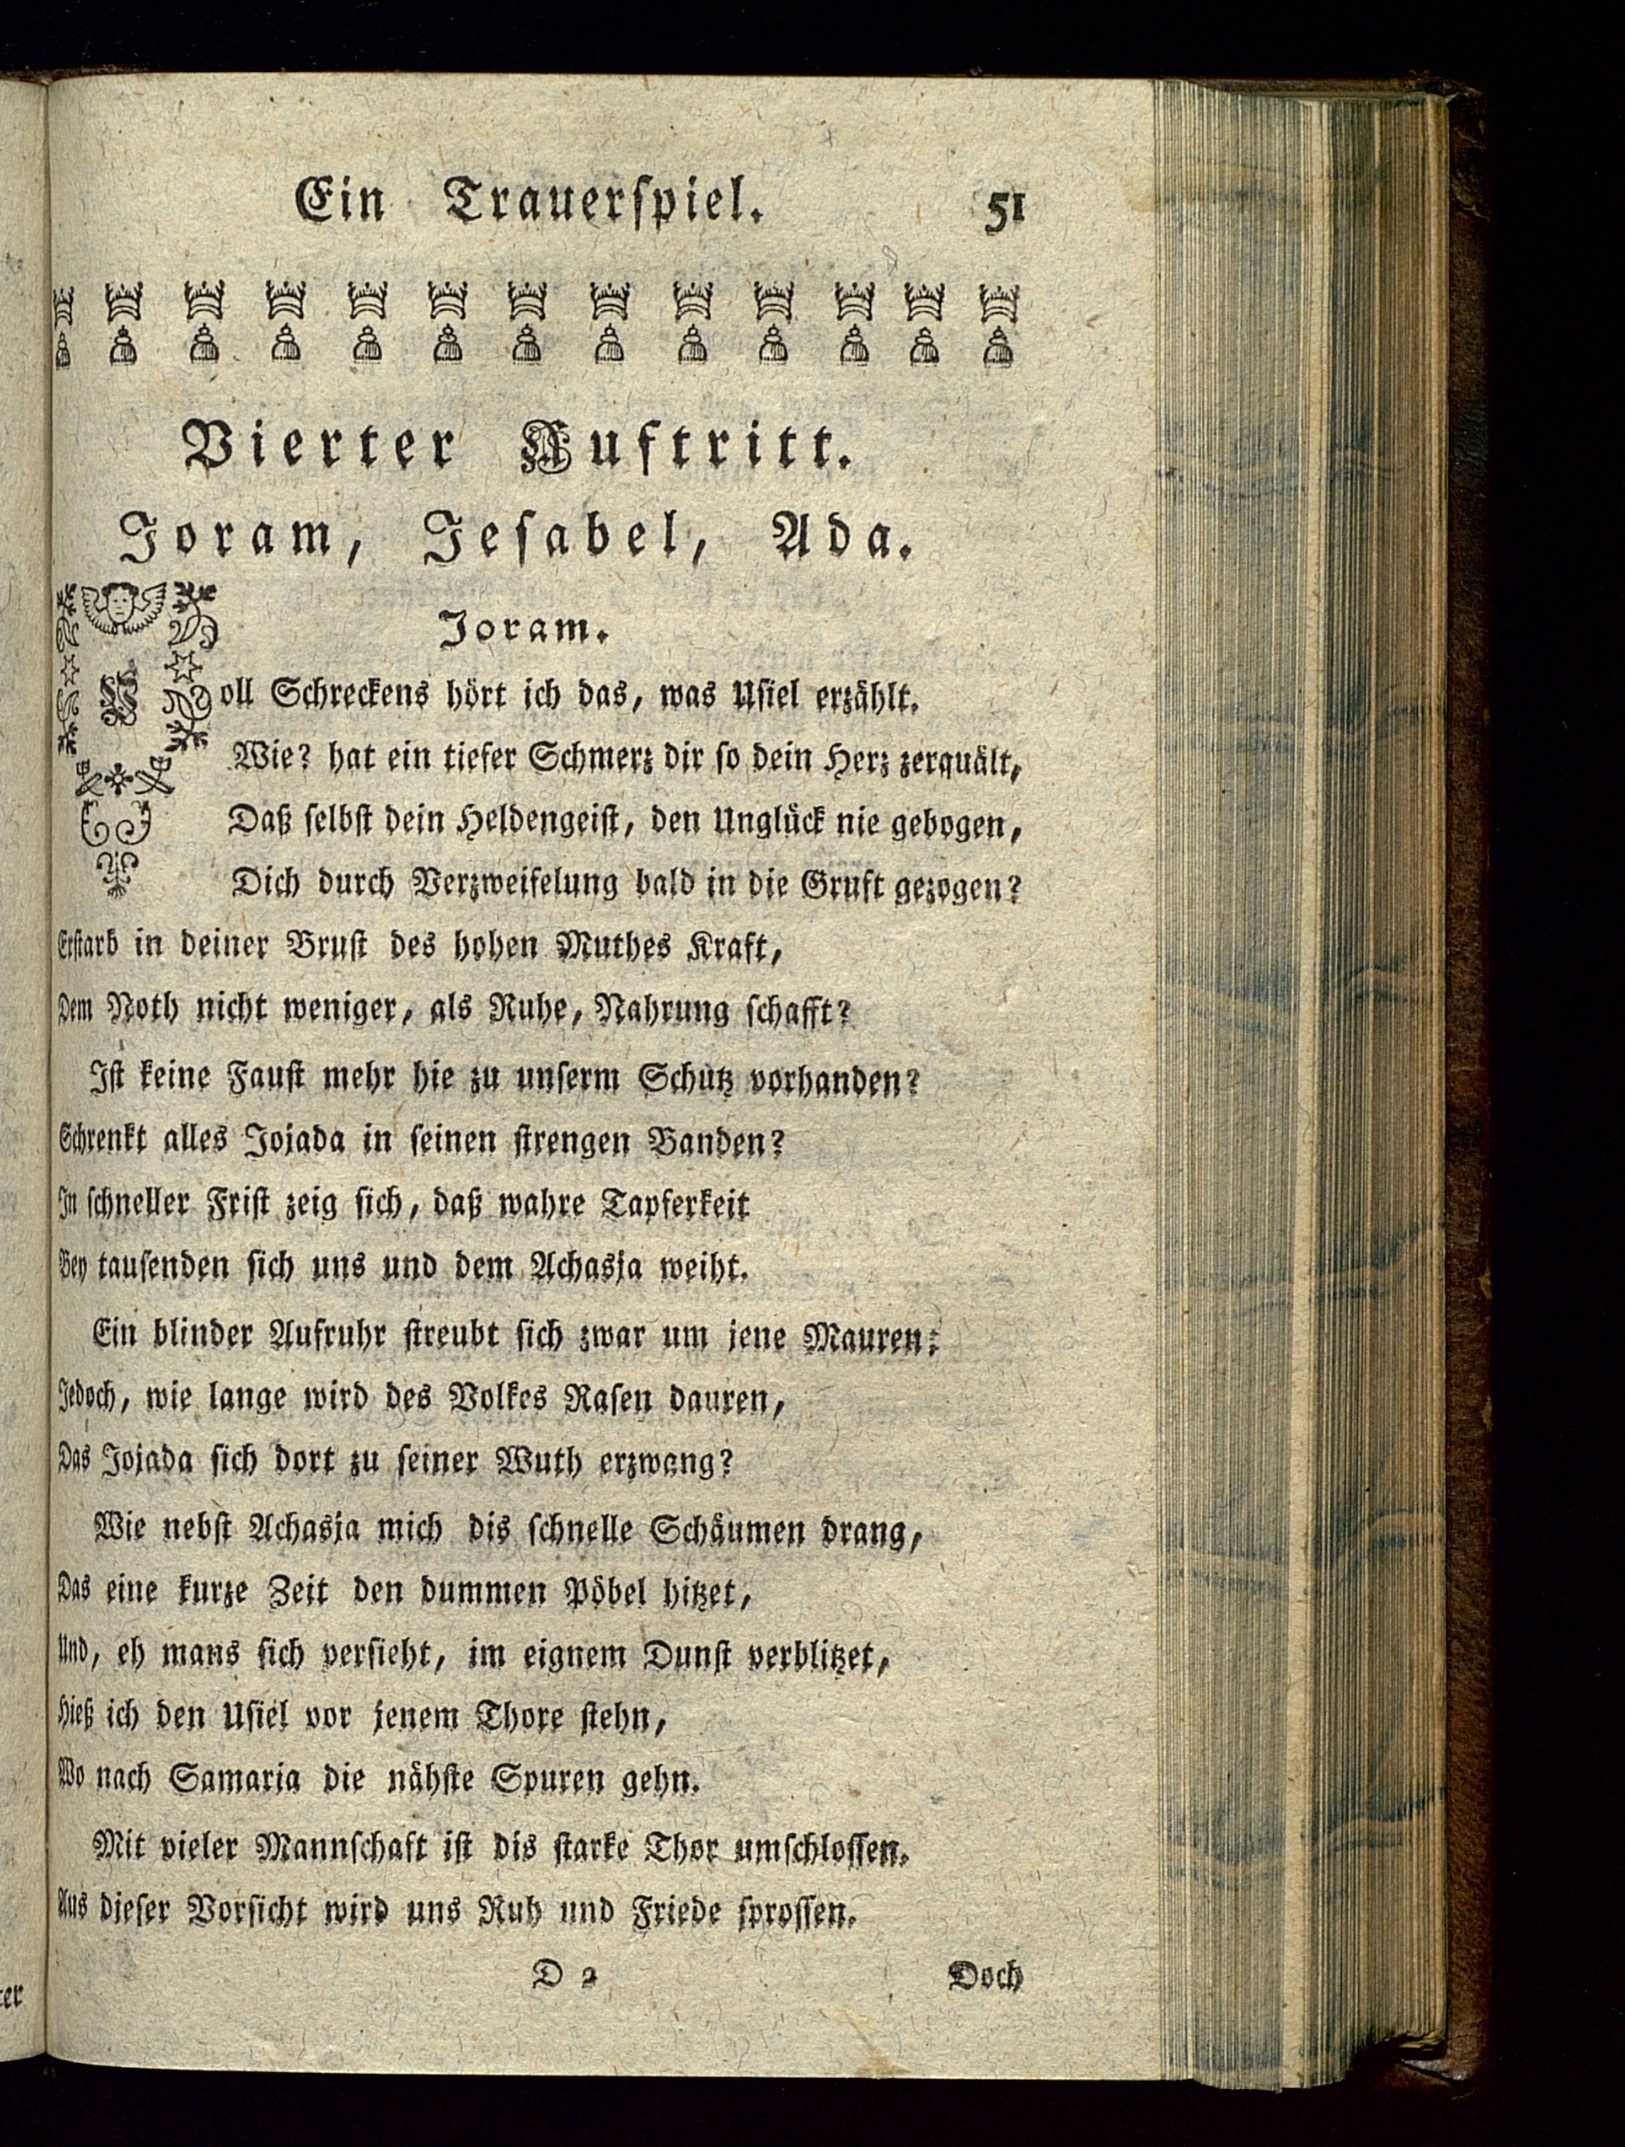 Ein Trauerſpiel. 51
Vierter Auftritt.
Joram, Jeſabel, Ada.
Joram.
Voll Schreckens hört ich das, was Uſiel erzählt.
Wie? hat ein tiefer Schmerz dir ſo dein Herz zerquält,
Daß ſelbſt dein Heldengeiſt, den Unglück nie gebogen,
Dich durch Verzweifelung bald in die Gruft gezogen?
Erſtarb in deiner Bruſt des hohen Muthes Kraft,
Dem Noth nicht weniger, als Ruhe, Nahrung ſchafft?
Iſt keine Fauſt mehr hie zu unſerm Schutz vorhanden?
Schrenkt alles Jojada in ſeinen ſtrengen Banden?
In ſchneller Friſt zeig ſich, daß wahre Tapferkeit
Bey tauſenden ſich uns und dem Achasja weiht.
Ein blinder Aufruhr ſtreubt ſich zwar um jene Mauren:
Jedoch, wie lange wird des Volkes Raſen dauren,
Das Jojada ſich dort zu ſeiner Wuth erzwang?
Wie nebſt Achasja mich dis ſchnelle Schäumen drang,
Das eine kurze Zeit den dummen Pöbel hitzet,
Und, eh mans ſich verſieht, im eignem Dunſt verblitzet,
Hieß ich den Uſiel vor jenem Thore ſtehn,
Wo nach Samaria die nähſte Spuren gehn.
Mit vieler Mannſchaft iſt dis ſtarke Thor umſchloſſen.
Aus dieſer Vorſicht wird uns Ruh und Friede ſproſſen.
D 2 Doch